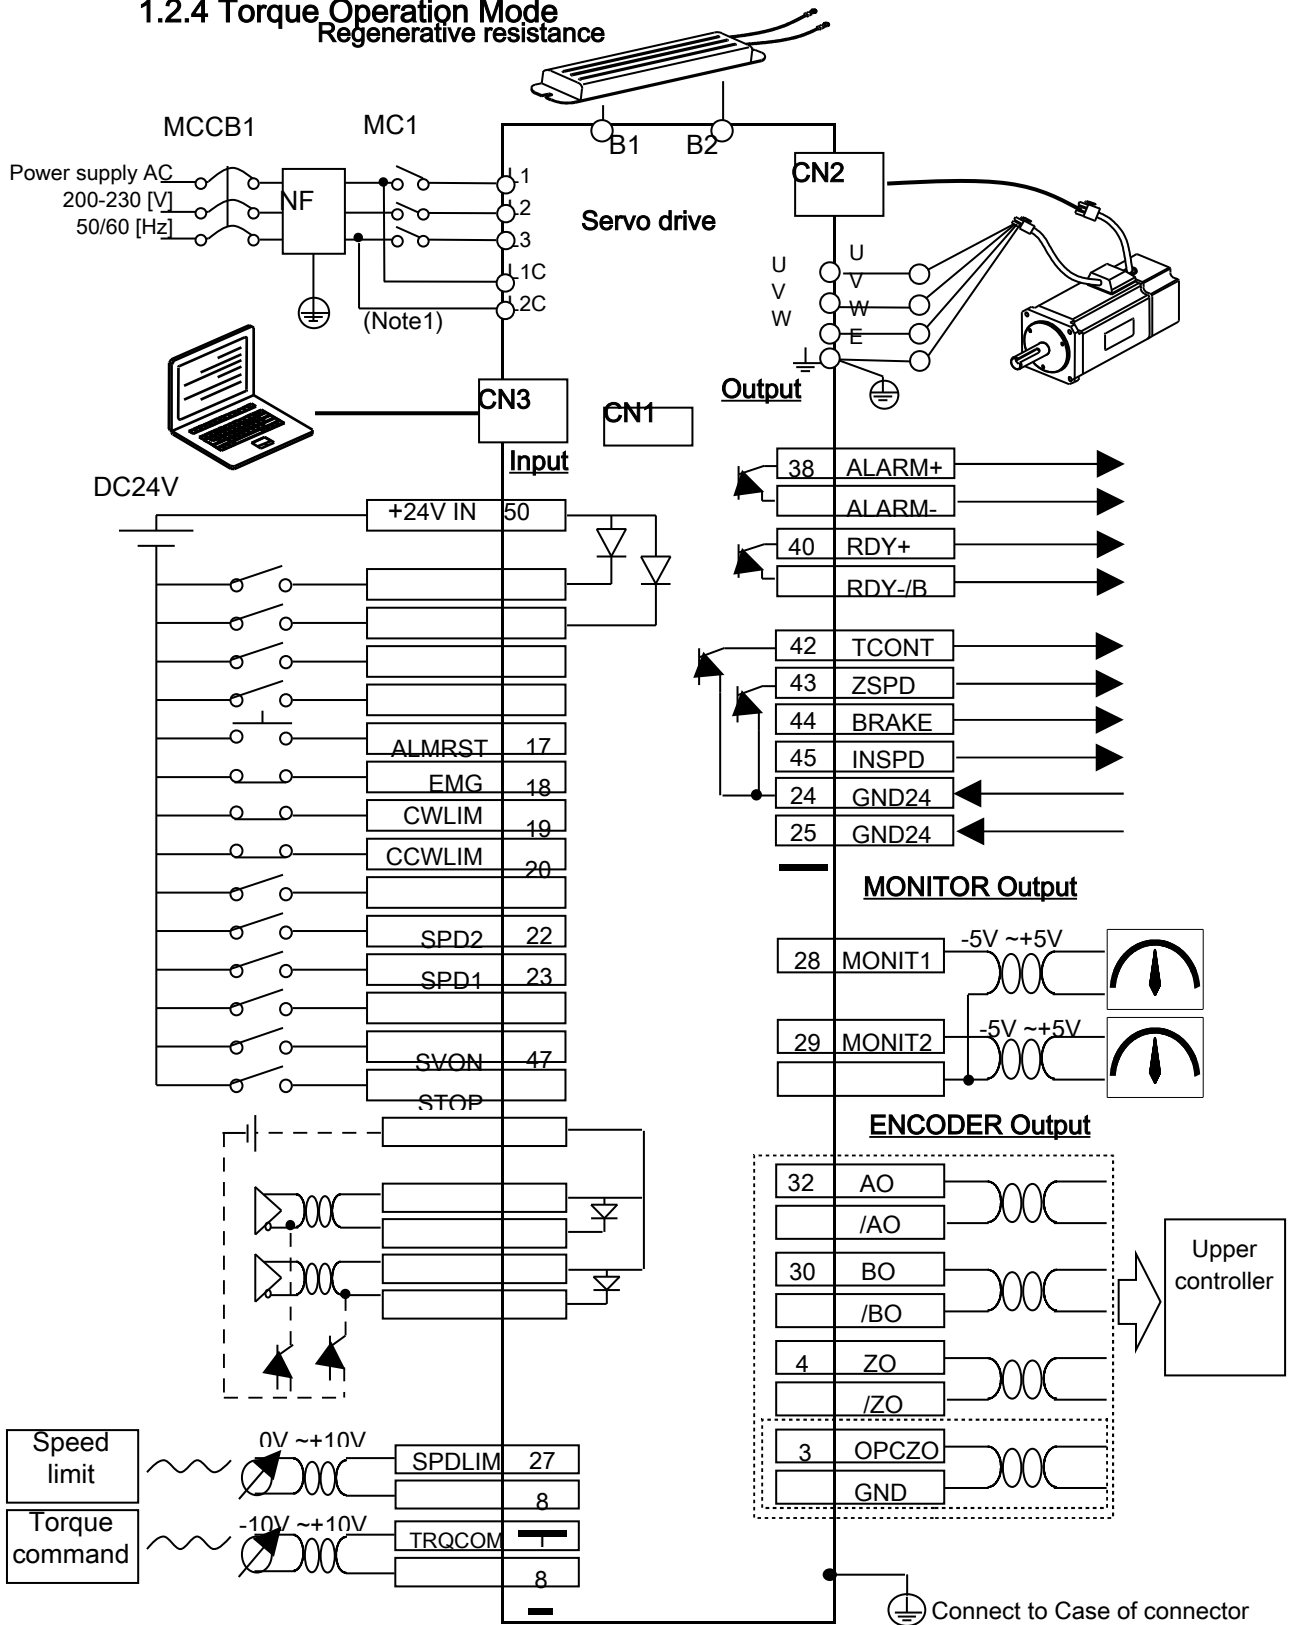 1.2.4 Torque Operation Mode
Regenerative resistance
MCCB1
MC1
B1
B2
Power supply AC
200-230 [V]
50/60 [Hz]
NF
L1
L2
L3
L1C
L2C
(Note1)
Servo drive
CN2
U
V
W
U
V
W
E
CN3
CN1
Output
Input
DC24V
+24V IN 50
ALMRST 17
EMG 18
CWLIM 19
CCWLIM 20
SPD2 22
SPD1 23
SVON 47
STOP
38 ALARM+
ALARM-
40 RDY+
RDY-/B
42 TCONT
43 ZSPD
44 BRAKE
45 INSPD
24 GND24
25 GND24
MONITOR Output
28 MONIT1
-5V ~+5V
29 MONIT2
-5V ~+5V
ENCODER Output
32 AO
/AO
30 BO
/BO
4 ZO
/ZO
3 OPCZO
GND
Upper
controller
Speed
limit
0V ~+10V
SPDLIM 27
8
Torque
command
-10V ~+10V
TRQCOM
8
Connect to Case of connector